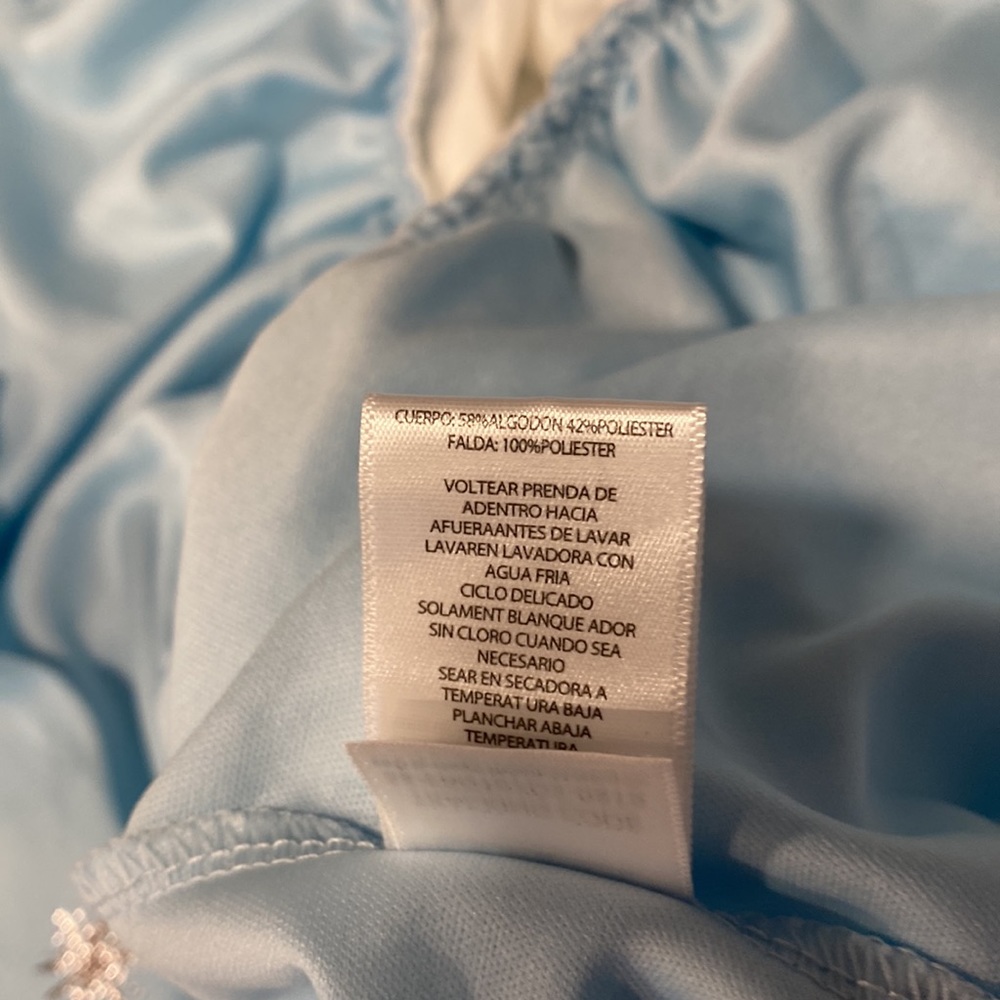 CUERPO: 58%ALGODON 42%POLIESTER
FALDA: 100%POLIESTER
VOLTEAR PRENDA DE
ADENTRO HACIA
AFUERAANTES DE LAVAR
LAVAREN LAVADORA CON
AGUA FRIA
CICLO DELICADO
SOLAMENT BLANQUE ADOR
SIN CLORO CUANDO SEA
NECESARIO
SEAR EN SECADORA A
TEMPERAT URA BAJA
PLANCHAR ABAJA
TEMPERATURA